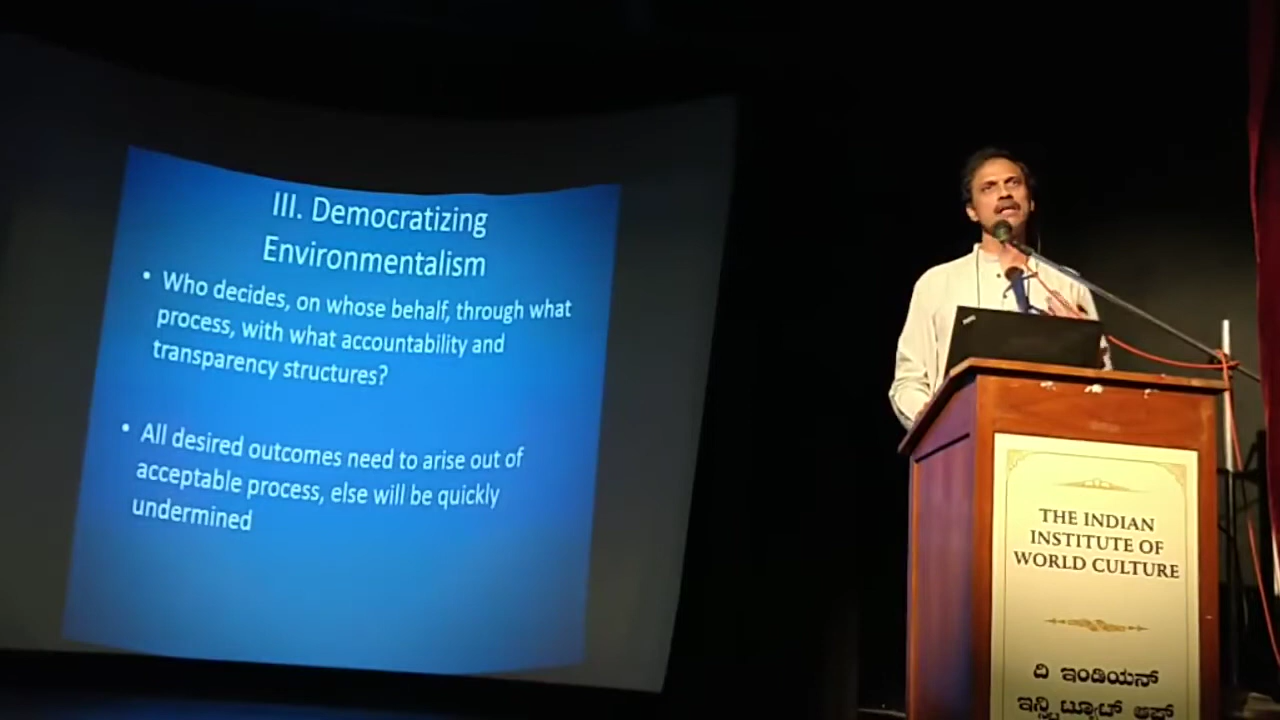 III. Democratizing
Environmentalism
• Who decides, on whose behalf, through what
process, with what accountability and
transparency structures?
• All desired outcomes need to arise out of
acceptable process, else will be quickly
undermined
THE INDIAN
INSTITUTE OF
WORLD CULTURE
ದಿ ಇಂಡಿಯನ್
ಇನ್ಸ್ಟಿಟ್ಯೂಟ್ ಆಫ್